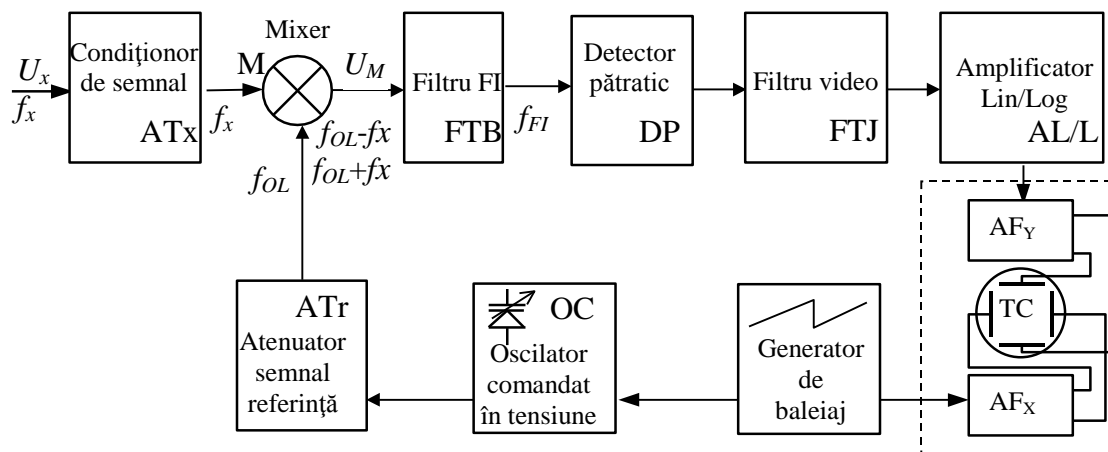 U_x
f_x
Condiţionor
de semnal
ATx
f_x
Mixer
M
U_M
f_OL-fx
f_OL+fx
f_OL
Filtru FI
FTB
f_FI
Detector
pătratic
DP
Filtru video
FTJ
Amplificator
Lin/Log
AL/L
AF_Y
TC
AF_X
ATr
Atenuator
semnal
referinţă
OC
Oscilator
comandat
în tensiune
Generator
de
baleiaj